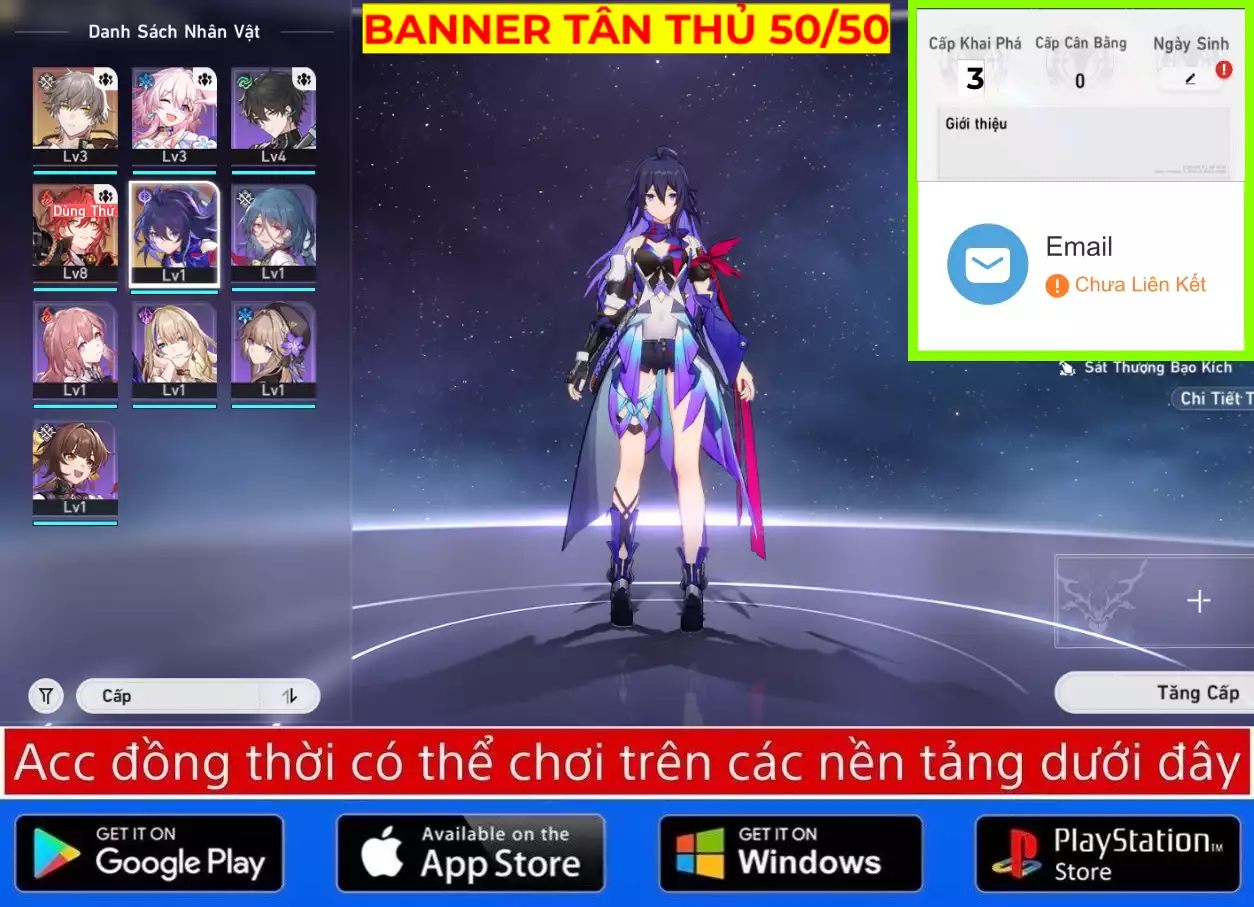 Danh Sách Nhân Vật
BANNER TÂN THỦ 50/50
Cấp Khai Phá
Cấp Cân Bằng
Ngày Sinh
3
0
Giới thiệu
Email
Chưa Liên Kết
Lv3
Lv3
Lv4
Dùng Thử
Lv8
Lv1
Lv1
Lv1
Lv1
Lv1
Lv1
Sát Thương Bạo Kích
Chi Tiết T
Cấp
Tăng Cấp
Acc đồng thời có thể chơi trên các nền tảng dưới đây
GET IT ON
Google Play
Available on the
App Store
GET IT ON
Windows
PlayStation™
Store